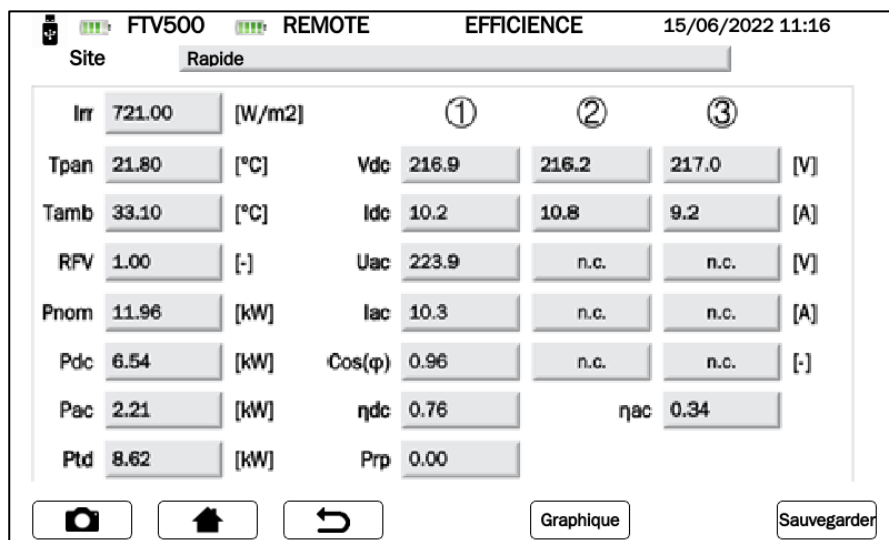 FTV500 REMOTE EFFICIENCE 15/06/2022 11:16
Site Rapide
Irr 721.00 [W/m2] ① ② ③
Tpan 21.80 [°C] Vdc 216.9 216.2 217.0 [V]
Tamb 33.10 [°C] Idc 10.2 10.8 9.2 [A]
RFV 1.00 [-] Uac 223.9 n.c. n.c. [V]
Pnom 11.96 [kW] Iac 10.3 n.c. n.c. [A]
Pdc 6.54 [kW] Cos(φ) 0.96 n.c. n.c. [-]
Pac 2.21 [kW] ηdc 0.76 ηac 0.34
Ptd 8.62 [kW] Prp 0.00
Graphique Sauvegarder